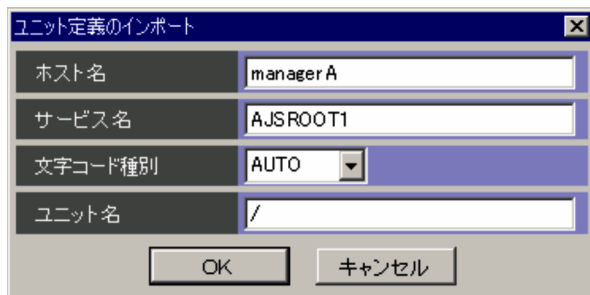 ユニット定義のインポート
ホスト名 managerA
サービス名 AJSROOT1
文字コード種別 AUTO
ユニット名 /
OK キャンセル